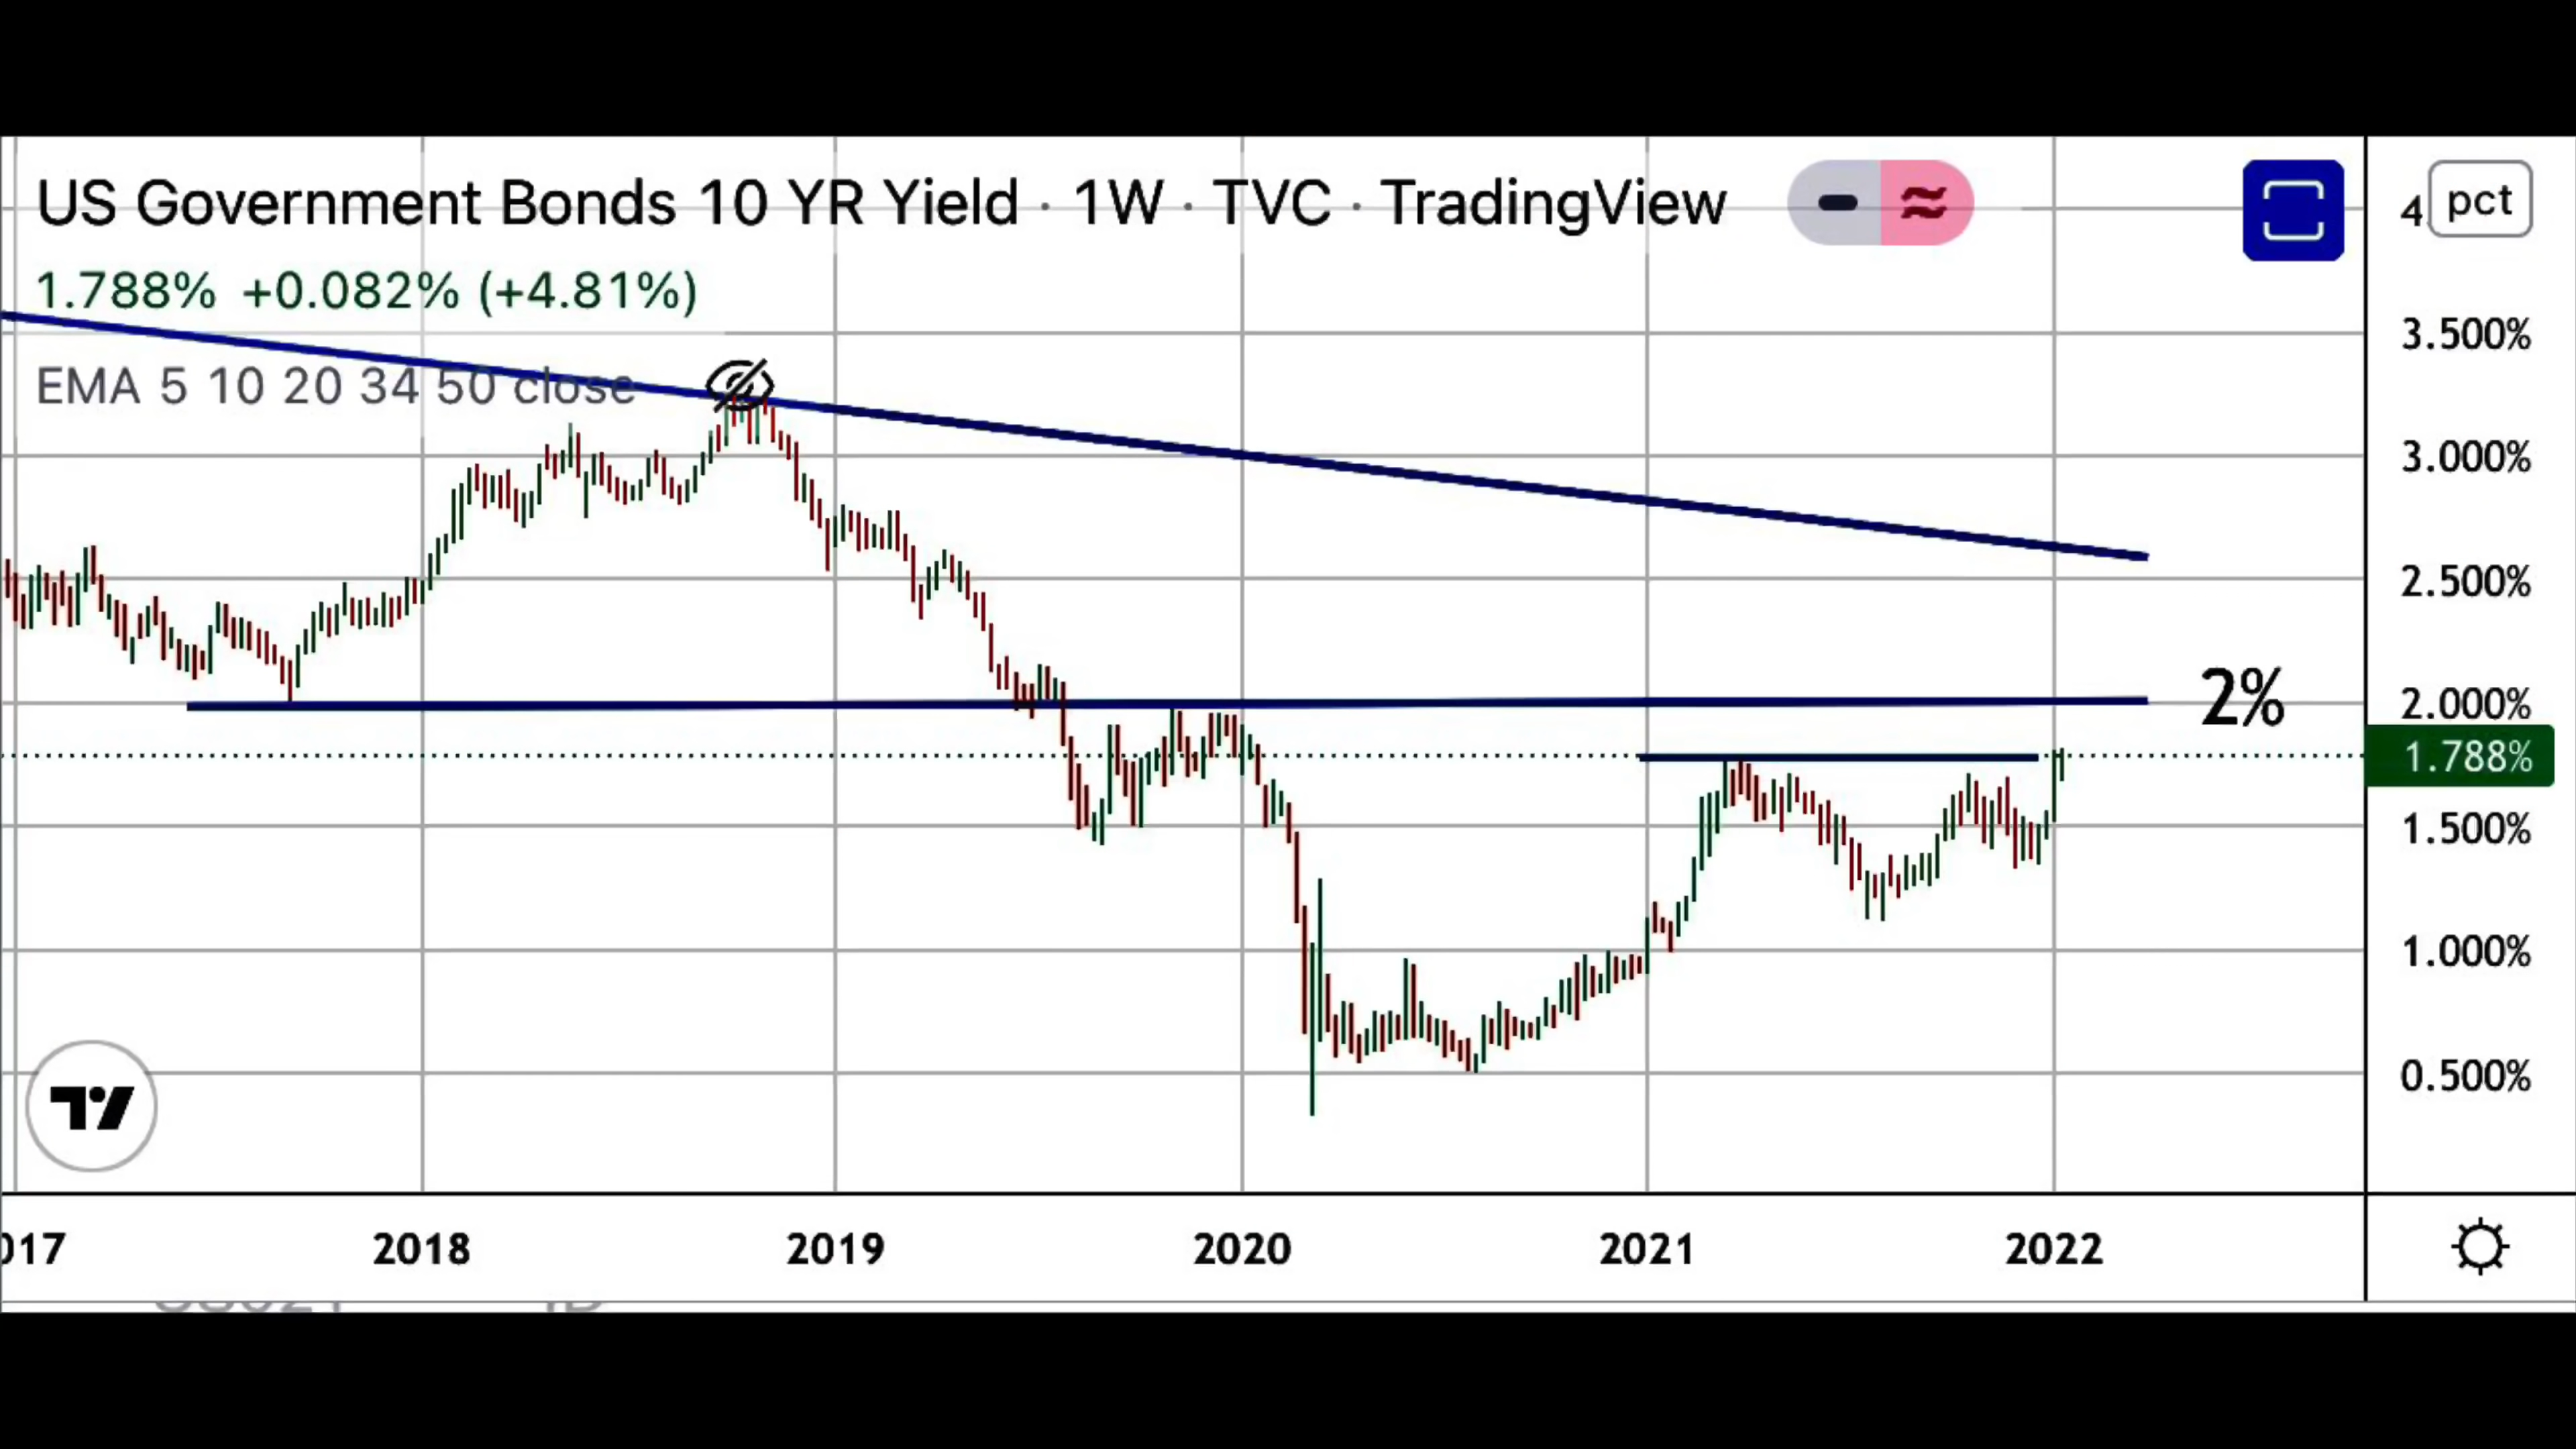 US Government Bonds 10 YR Yield · 1W · TVC · TradingView
1.788% +0.082% (+4.81%)
EMA 5 10 20 34 50 close
4
pct
3.500%
3.000%
2.500%
2%
2.000%
1.788%
1.500%
1.000%
0.500%
017 2018 2019 2020 2021 2022